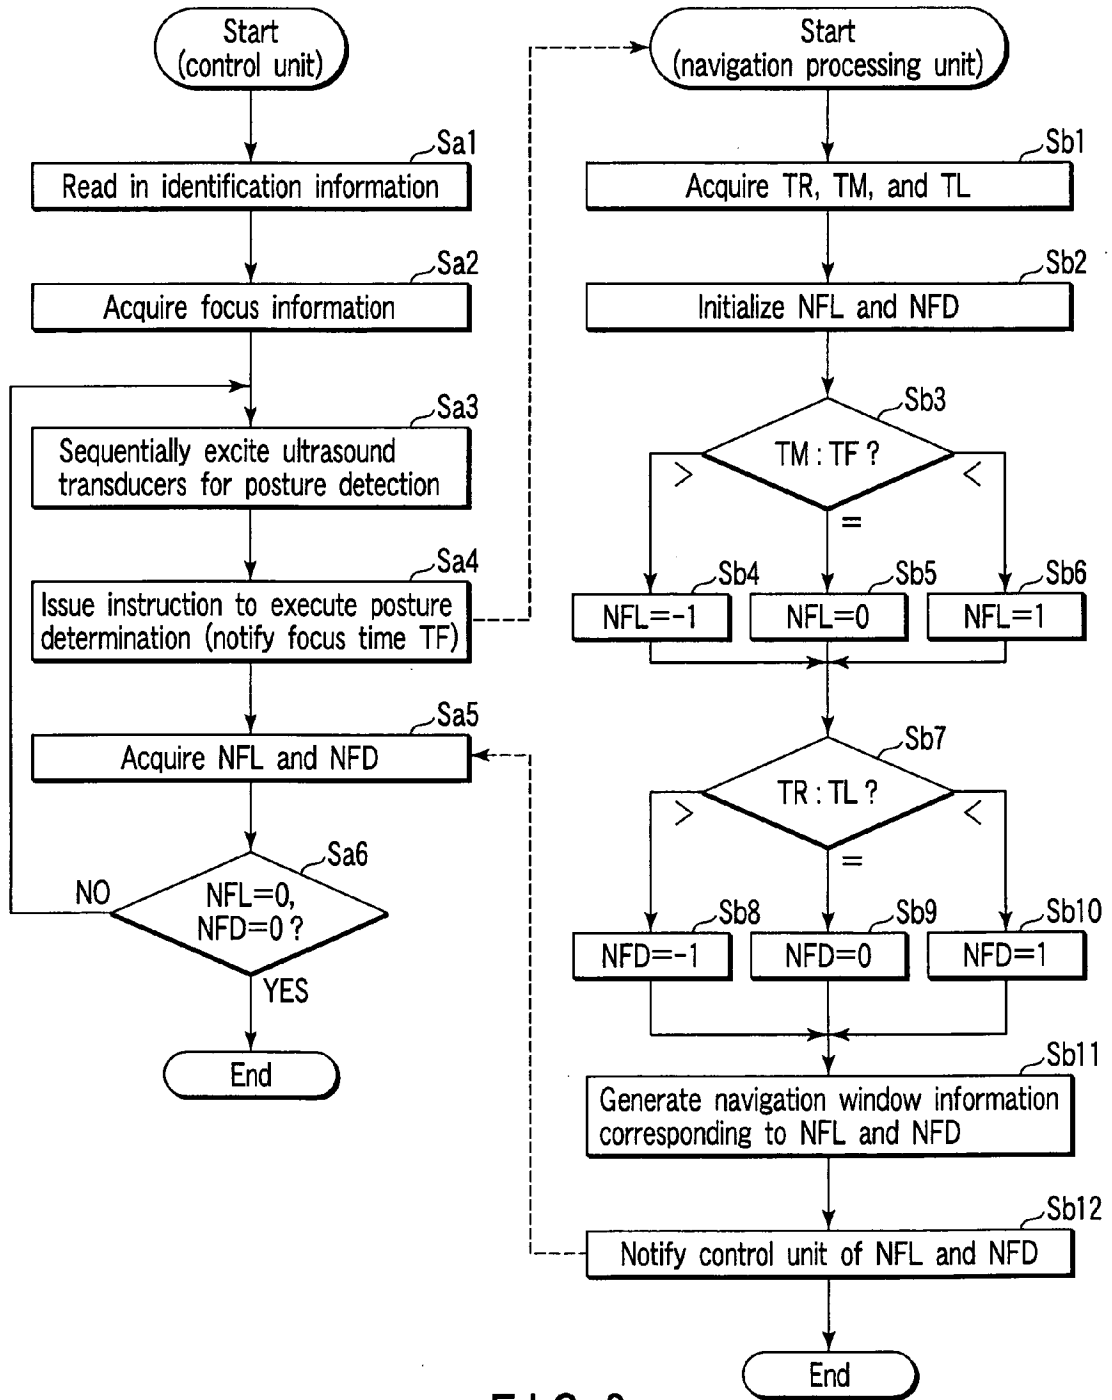 Start
(control unit)
Sa1
Read in identification information
Sa2
Acquire focus information
Sa3
Sequentially excite ultrasound
transducers for posture detection
Sa4
Issue instruction to execute posture
determination (notify focus time TF)
Sa5
Acquire NFL and NFD
Sa6
NFL=0,
NFD=0 ?
NO
YES
End
Start
(navigation processing unit)
Sb1
Acquire TR, TM, and TL
Sb2
Initialize NFL and NFD
Sb3
TM : TF ?
>
=
<
Sb4
NFL=-1
Sb5
NFL=0
Sb6
NFL=1
Sb7
TR : TL ?
>
=
<
Sb8
NFD=-1
Sb9
NFD=0
Sb10
NFD=1
Sb11
Generate navigation window information
corresponding to NFL and NFD
Sb12
Notify control unit of NFL and NFD
End